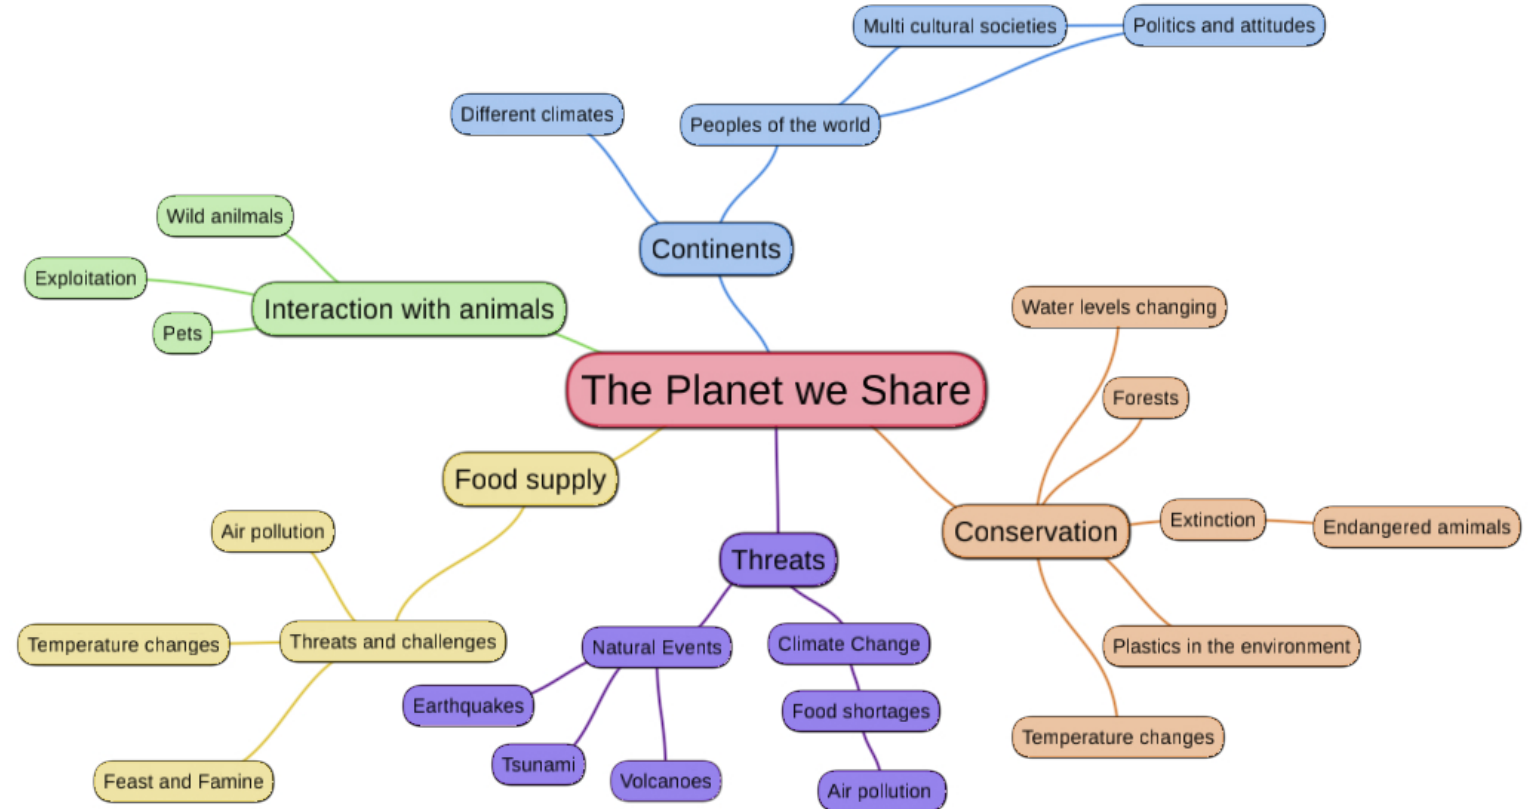 Multi cultural societies
Politics and attitudes
Different climates
Peoples of the world
Wild anilmals
Continents
Exploitation
Interaction with animals
Pets
Water levels changing
The Planet we Share
Forests
Food supply
Air pollution
Conservation
Extinction
Endangered amimals
Threats
Temperature changes
Threats and challenges
Natural Events
Climate Change
Plastics in the environment
Earthquakes
Food shortages
Temperature changes
Tsunami
Volcanoes
Feast and Famine
Air pollution